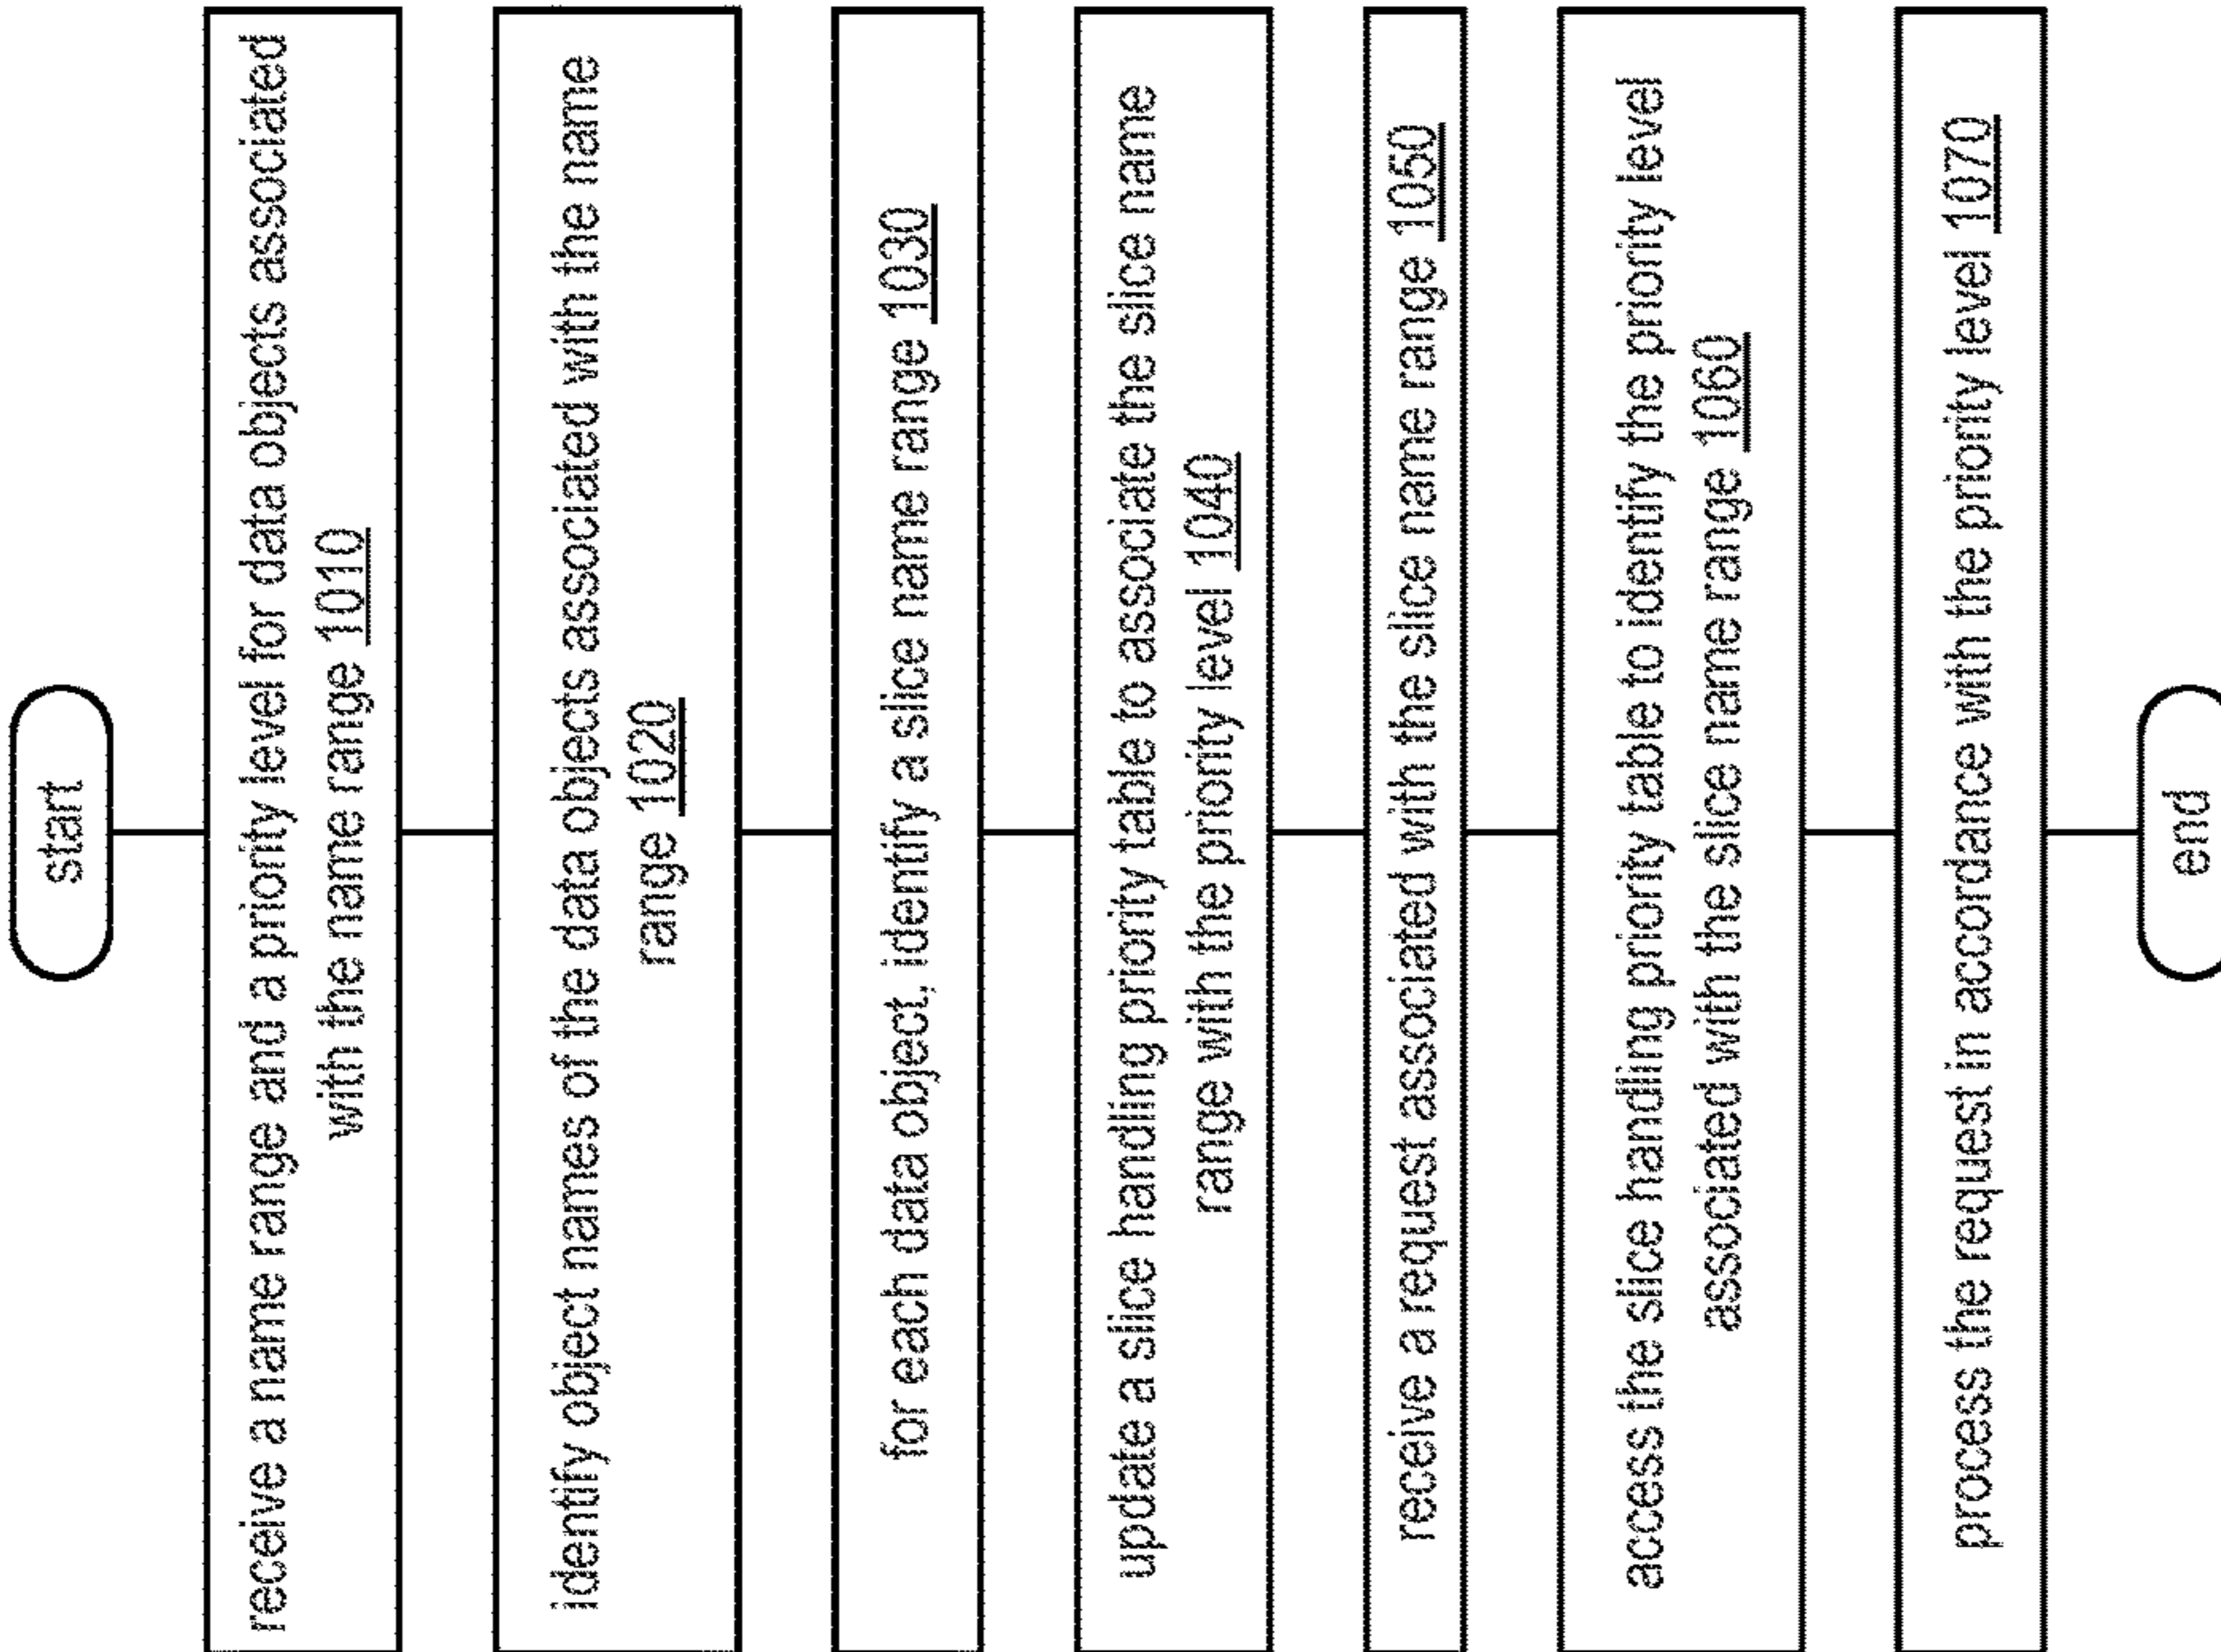 start
receive a name range and a priority level for data objects associated
with the name range 1010
identify object names of the data objects associated with the name
range 1020
for each data object, identify a slice name range 1030
update a slice handling priority table to associate the slice name
range with the priority level 1040
receive a request associated with the slice name range 1050
access the slice handling priority table to identify the priority level
associated with the slice name range 1060
process the request in accordance with the priority level 1070
end